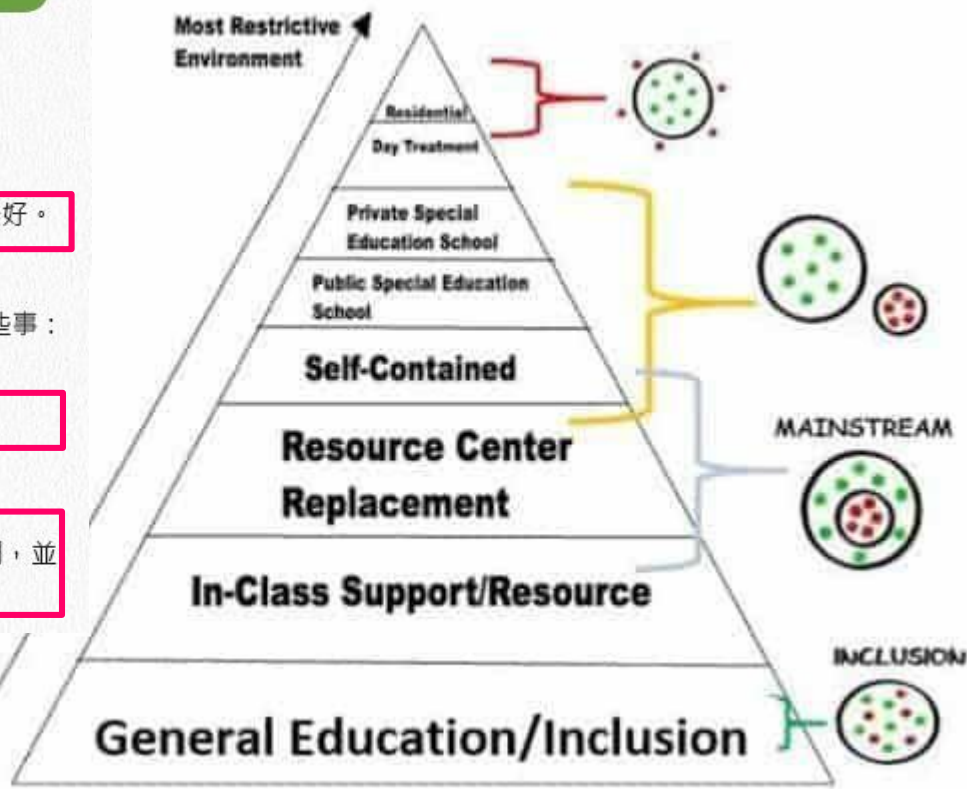 好。
些事：
，並
Most Restrictive
Environment
Residential
Day Treatment
Private Special
Education School
Public Special Education
School
Self-Contained
Resource Center
Replacement
In-Class Support/Resource
General Education/Inclusion
MAINSTREAM
INCLUSION